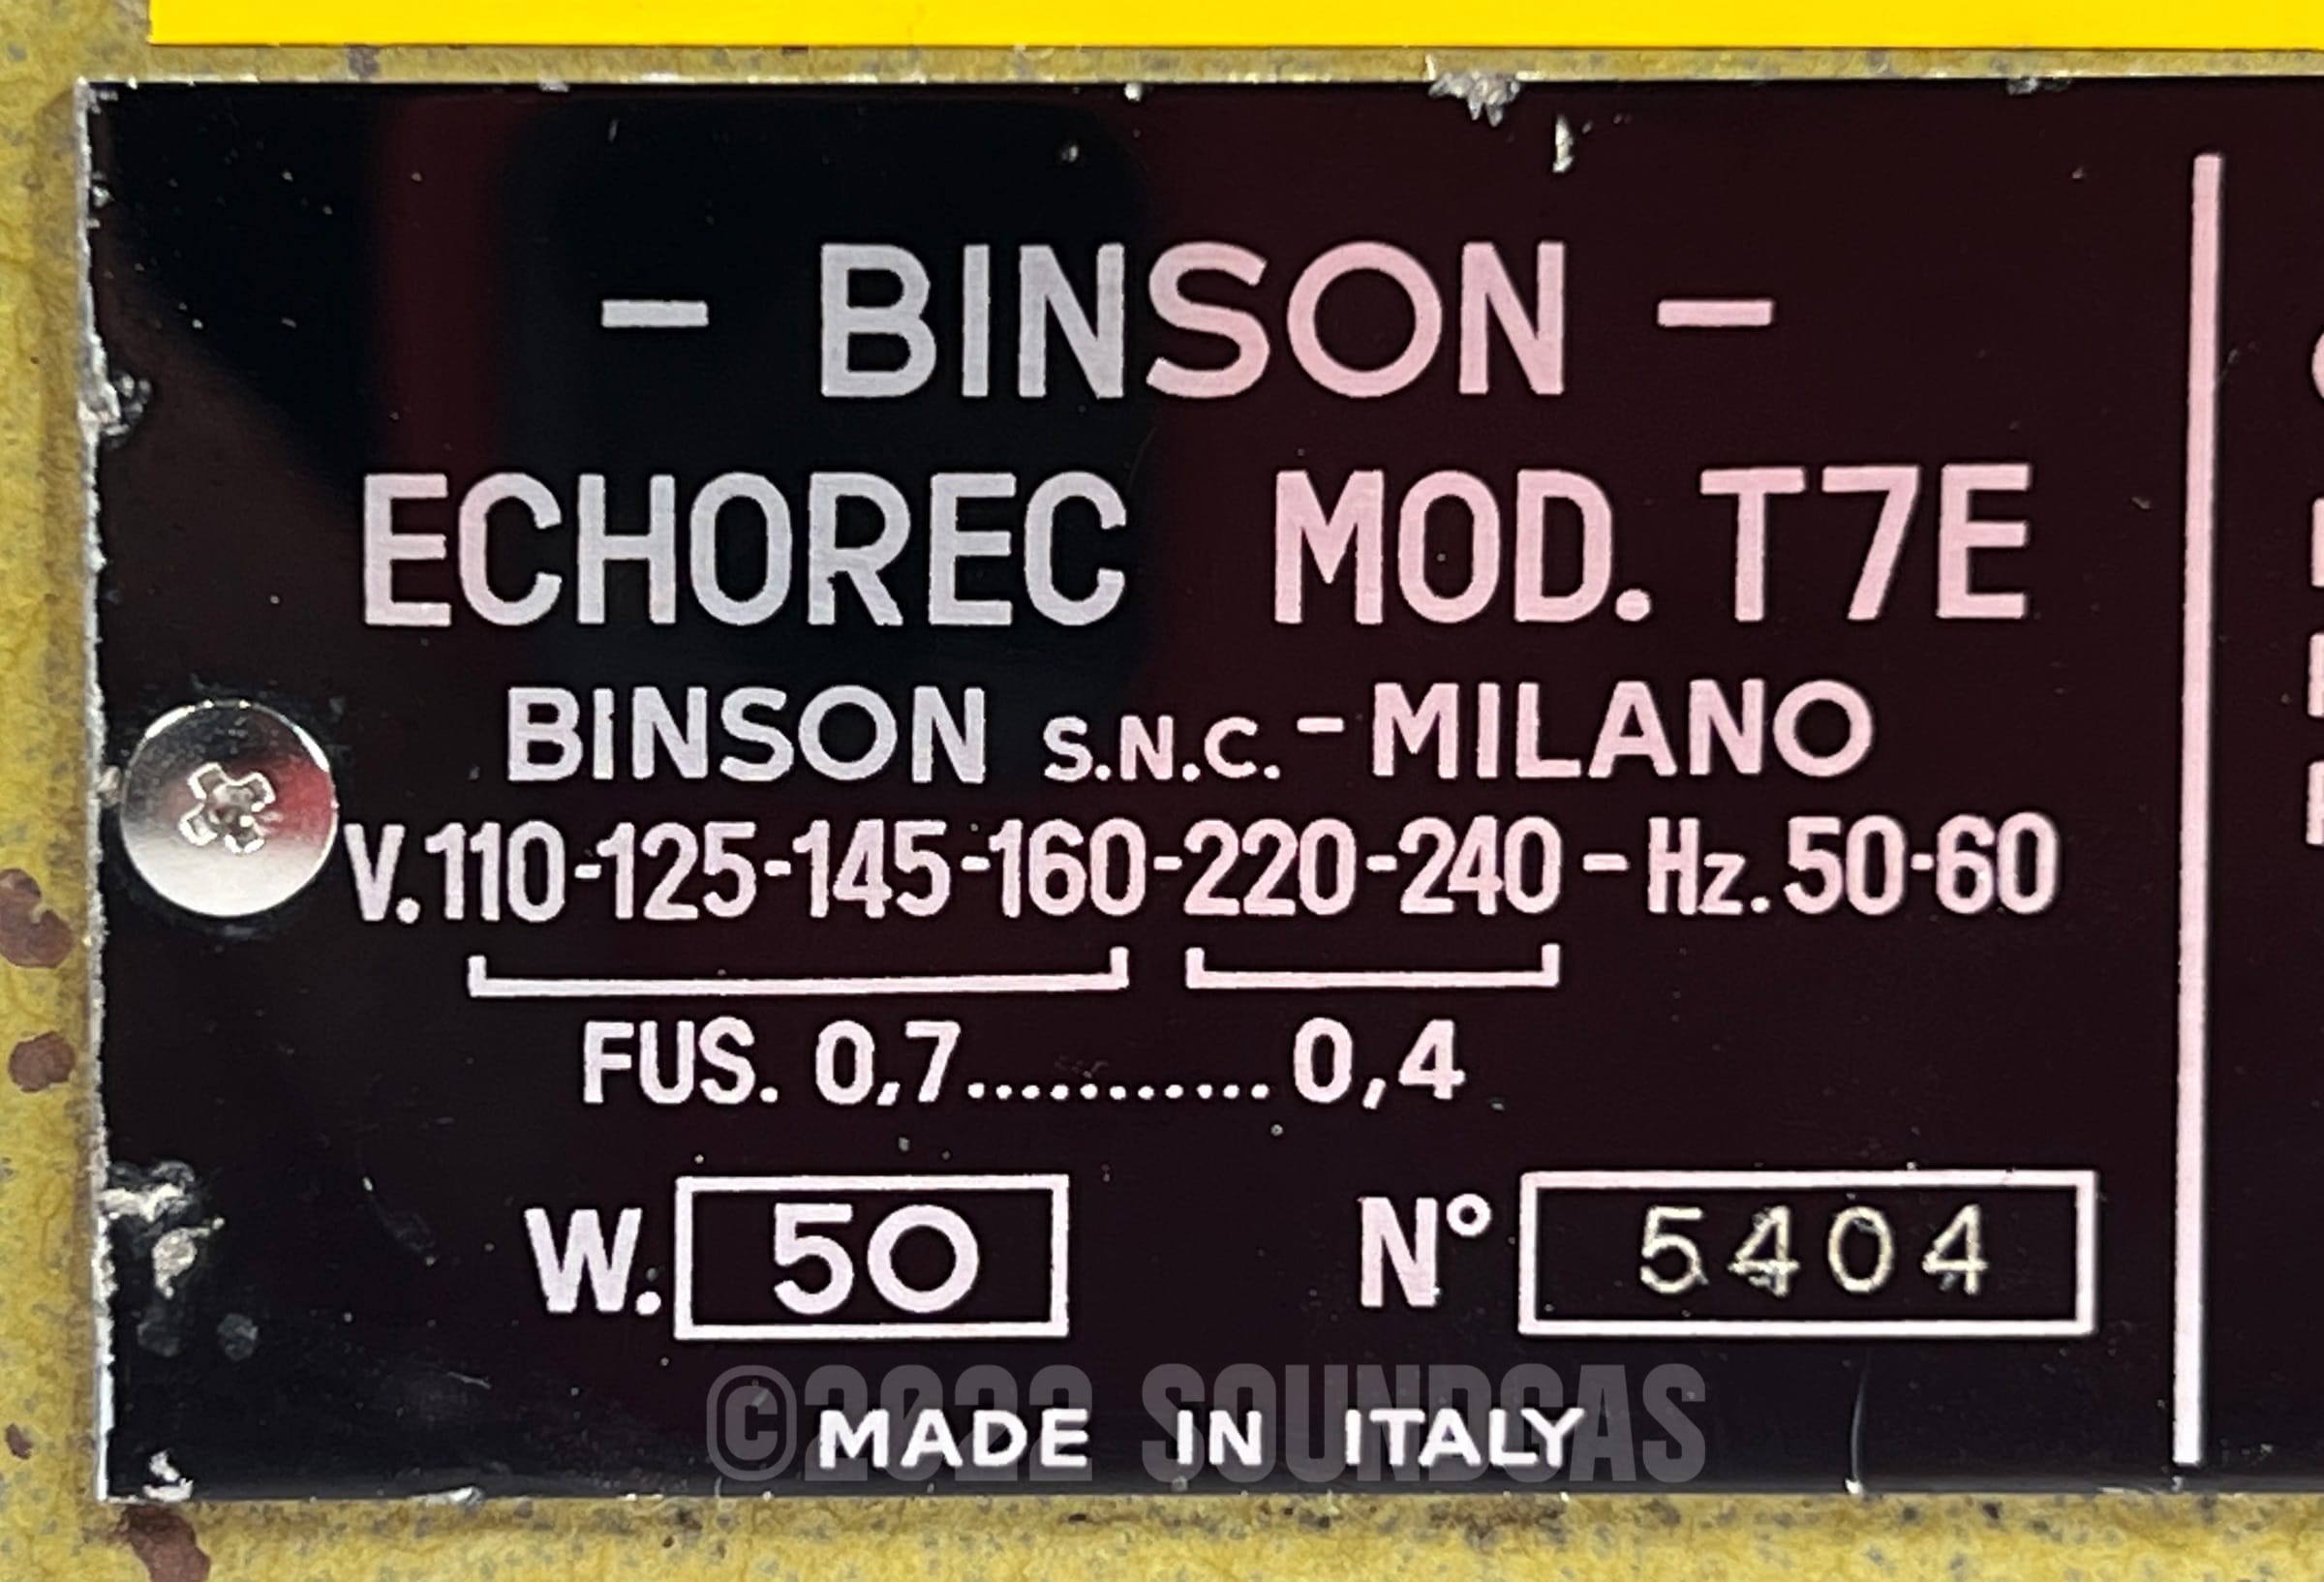 - BINSON -
ECHOREC MOD. T7E
BINSON S.N.C. - MILANO
V.110-125-145-160-220-240 - Hz. 50-60
FUS. 0,7........... 0,4
W. 50 N° 5404
©2022 SOUNDGAS
MADE IN ITALY